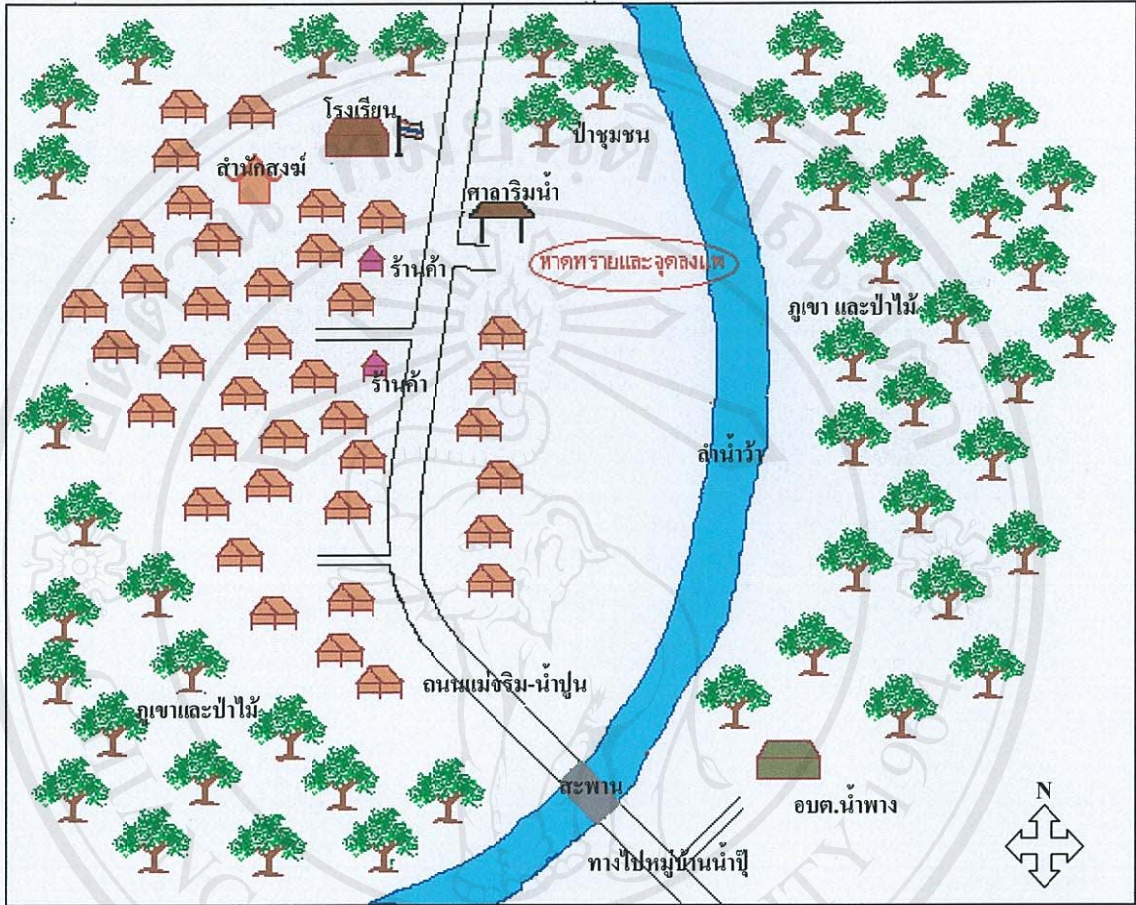 โรงเรียน
ป่าชุมชน
สำนักสงฆ์
ศาลาริมน้ำ
หาดทรายและจุดลงแพ
ร้านค้า
ภูเขา และป่าไม้
ร้านค้า
ลำน้ำว้า
ถนนแม่จริม-น้ำปูน
ภูเขาและป่าไม้
สะพาน
อบต.น้ำพาง
N
ทางไปหมู่บ้านน้ำปุ๊